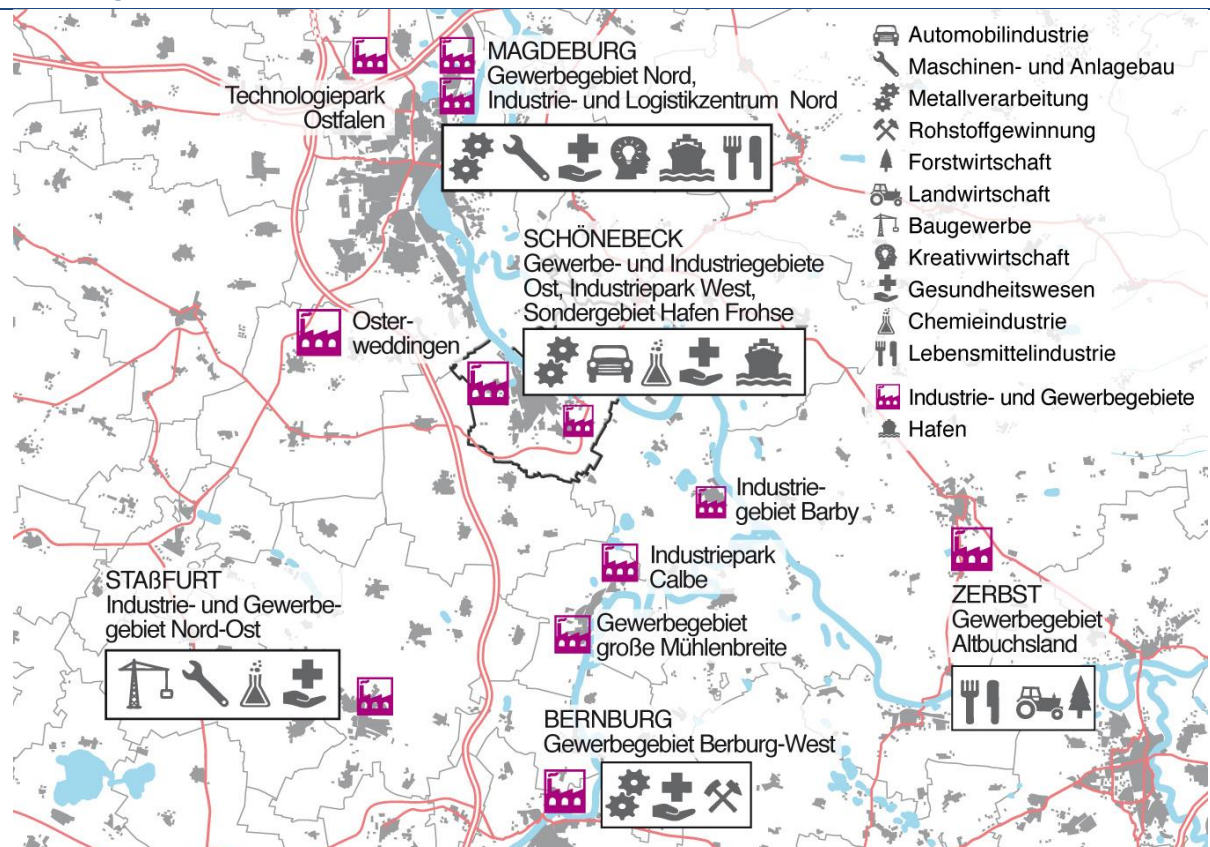 MAGDEBURG
Gewerbegebiet Nord,
Industrie- und Logistikzentrum Nord
Technologiepark
Ostfalen
SCHÖNEBECK
Gewerbe- und Industriegebiete
Ost, Industriepark West,
Sondergebiet Hafen Frohse
Oster-
weddingen
Industrie-
gebiet Barby
Industriepark
Calbe
Gewerbegebiet
große Mühlenbreite
STAßFURT
Industrie- und Gewerbe-
gebiet Nord-Ost
BERNBURG
Gewerbegebiet Berburg-West
ZERBST
Gewerbegebiet
Altbuchsland
Automobilindustrie
Maschinen- und Anlagebau
Metallverarbeitung
Rohstoffgewinnung
Forstwirtschaft
Landwirtschaft
Baugewerbe
Kreativwirtschaft
Gesundheitswesen
Chemieindustrie
Lebensmittelindustrie
Industrie- und Gewerbegebiete
Hafen